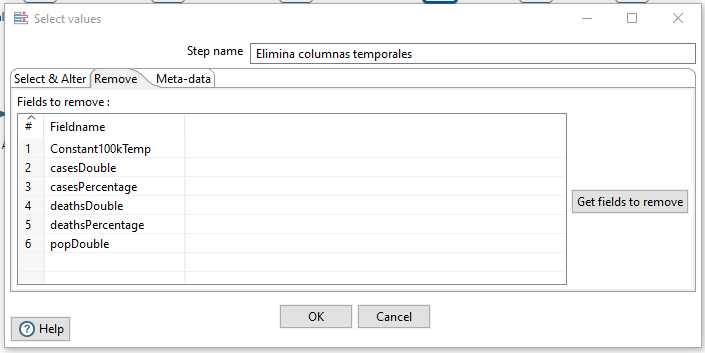 Select values
Step name Elimina columnas temporales
Select & Alter Remove Meta-data
Fields to remove :
# Fieldname
1 Constant100kTemp
2 casesDouble
3 casesPercentage
4 deathsDouble
5 deathsPercentage
6 popDouble
Get fields to remove
OK Cancel
Help